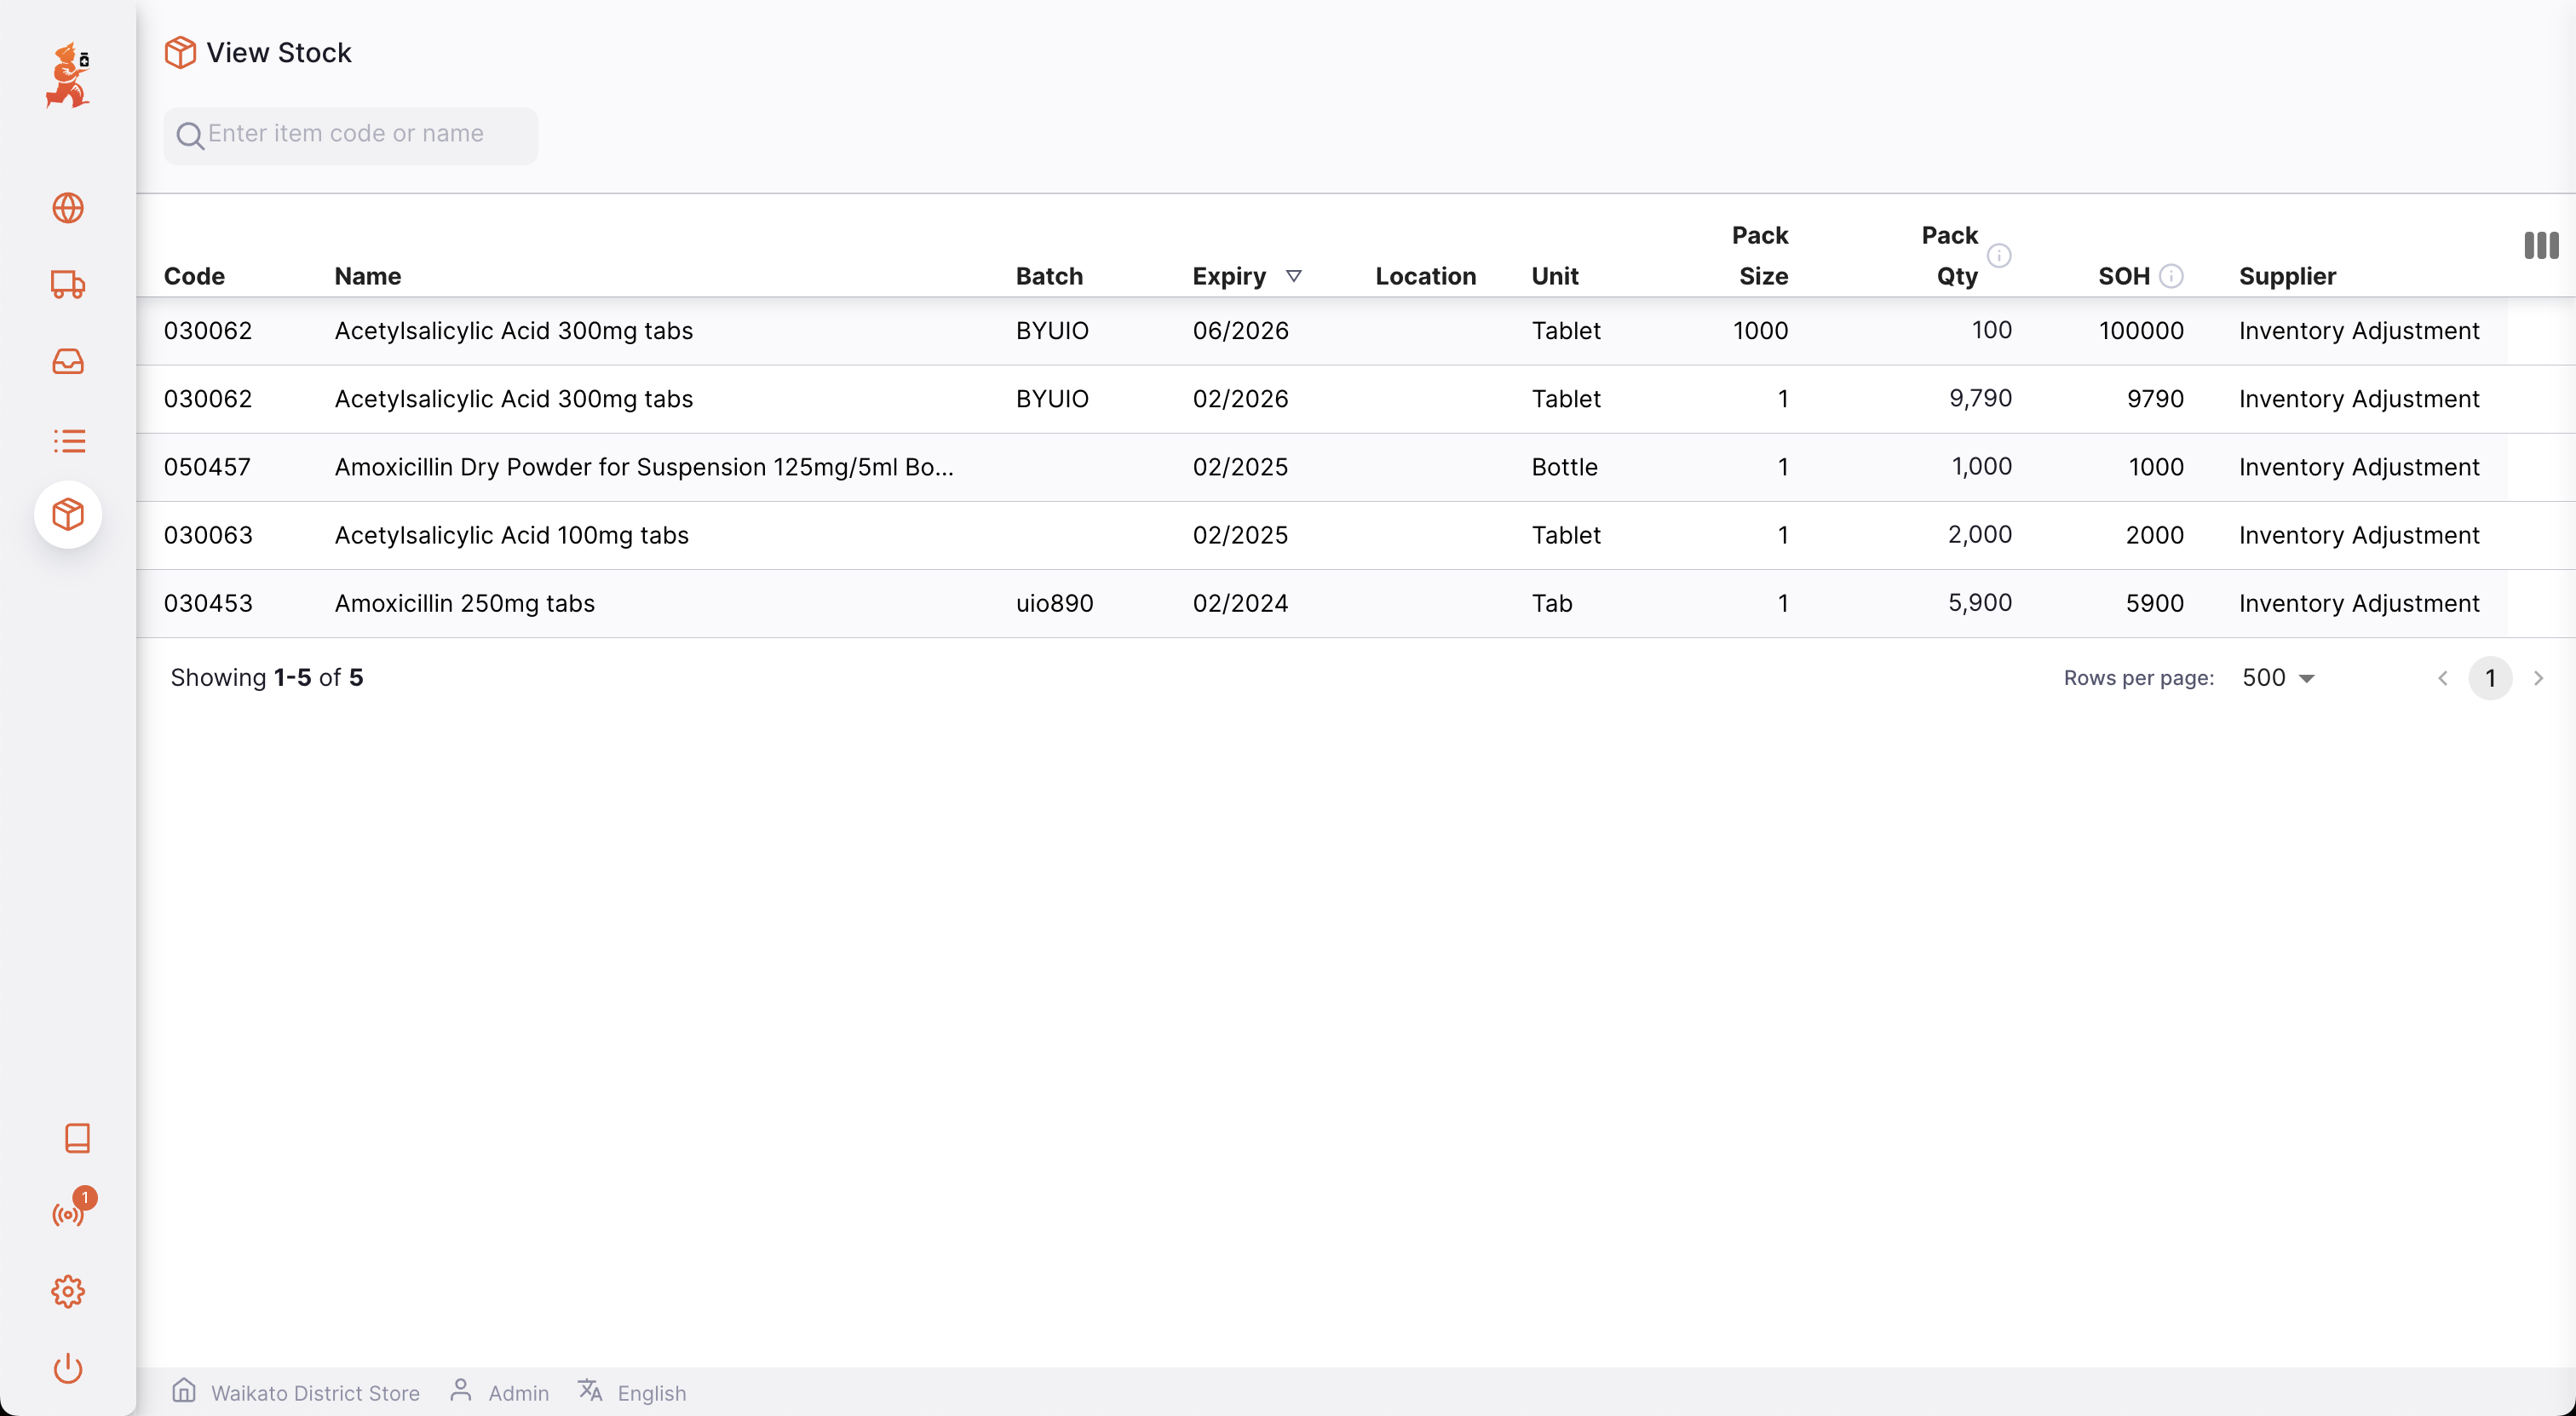 View Stock
Enter item code or name
Code Name Batch Expiry Location Unit Pack Size Pack Qty SOH Supplier
030062 Acetylsalicylic Acid 300mg tabs BYUIO 06/2026 Tablet 1000 100 100000 Inventory Adjustment
030062 Acetylsalicylic Acid 300mg tabs BYUIO 02/2026 Tablet 1 9,790 9790 Inventory Adjustment
050457 Amoxicillin Dry Powder for Suspension 125mg/5ml Bo... 02/2025 Bottle 1 1,000 1000 Inventory Adjustment
030063 Acetylsalicylic Acid 100mg tabs 02/2025 Tablet 1 2,000 2000 Inventory Adjustment
030453 Amoxicillin 250mg tabs uio890 02/2024 Tab 1 5,900 5900 Inventory Adjustment
Showing 1-5 of 5 Rows per page: 500 1
1
Waikato District Store Admin English